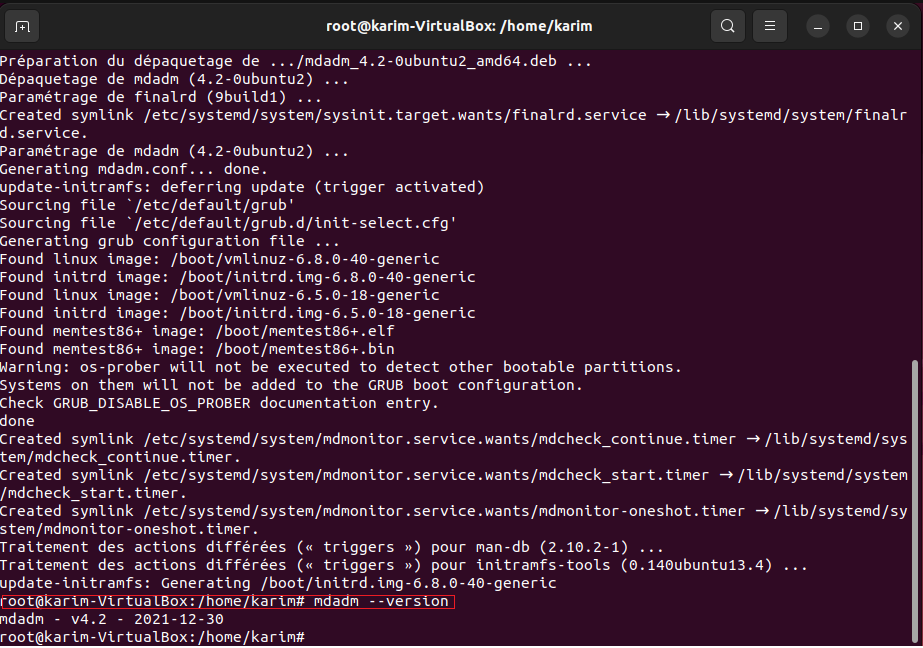 root@karim-VirtualBox: /home/karim
Préparation du dépaquetage de .../mdadm_4.2-0ubuntu2_amd64.deb ...
Dépaquetage de mdadm (4.2-0ubuntu2) ...
Paramétrage de finalrd (9build1) ...
Created symlink /etc/systemd/system/sysinit.target.wants/finalrd.service → /lib/systemd/system/finalr
d.service.
Paramétrage de mdadm (4.2-0ubuntu2) ...
Generating mdadm.conf... done.
update-initramfs: deferring update (trigger activated)
Sourcing file `/etc/default/grub'
Sourcing file `/etc/default/grub.d/init-select.cfg'
Generating grub configuration file ...
Found linux image: /boot/vmlinuz-6.8.0-40-generic
Found initrd image: /boot/initrd.img-6.8.0-40-generic
Found linux image: /boot/vmlinuz-6.5.0-18-generic
Found initrd image: /boot/initrd.img-6.5.0-18-generic
Found memtest86+ image: /boot/memtest86+.elf
Found memtest86+ image: /boot/memtest86+.bin
Warning: os-prober will not be executed to detect other bootable partitions.
Systems on them will not be added to the GRUB boot configuration.
Check GRUB_DISABLE_OS_PROBER documentation entry.
done
Created symlink /etc/systemd/system/mdmonitor.service.wants/mdcheck_continue.timer → /lib/systemd/sys
tem/mdcheck_continue.timer.
Created symlink /etc/systemd/system/mdmonitor.service.wants/mdcheck_start.timer → /lib/systemd/system
/mdcheck_start.timer.
Created symlink /etc/systemd/system/mdmonitor.service.wants/mdmonitor-oneshot.timer → /lib/systemd/sy
stem/mdmonitor-oneshot.timer.
Traitement des actions différées (« triggers ») pour man-db (2.10.2-1) ...
Traitement des actions différées (« triggers ») pour initramfs-tools (0.140ubuntu13.4) ...
update-initramfs: Generating /boot/initrd.img-6.8.0-40-generic
root@karim-VirtualBox:/home/karim# mdadm --version
mdadm - v4.2 - 2021-12-30
root@karim-VirtualBox:/home/karim#